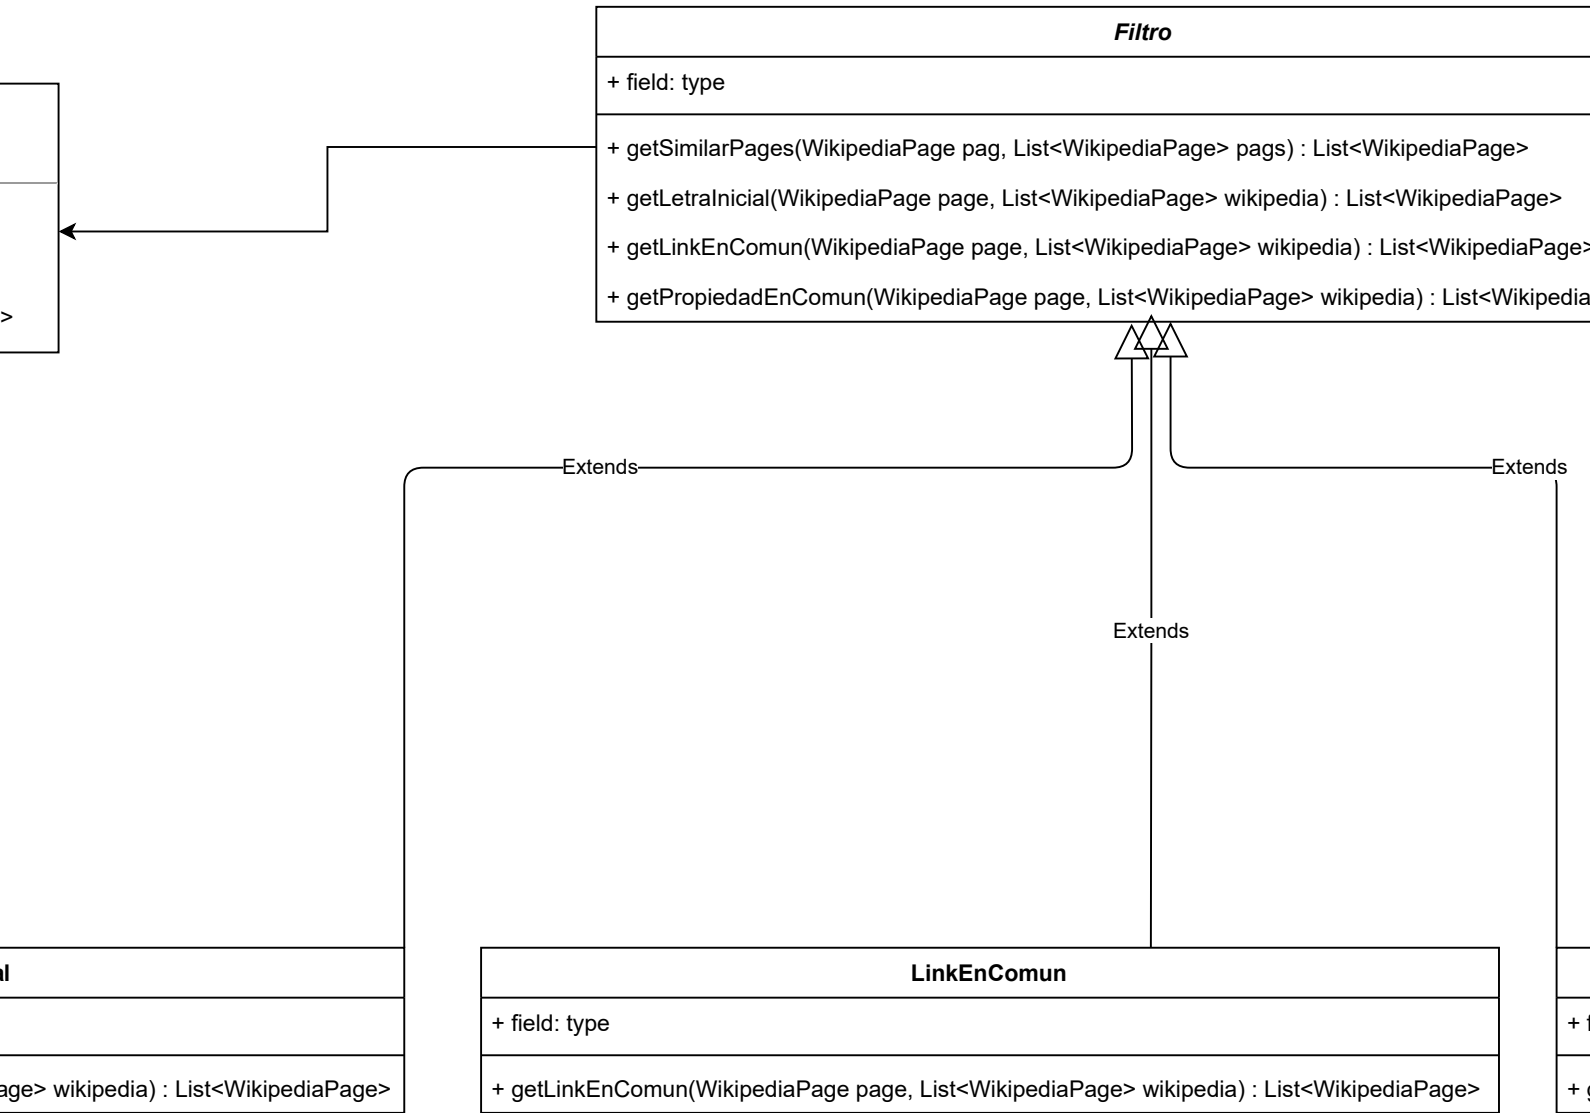 Filtro
+ field: type
+ getSimilarPages(WikipediaPage pag, List<WikipediaPage> pags) : List<WikipediaPage>
+ getLetraInicial(WikipediaPage page, List<WikipediaPage> wikipedia) : List<WikipediaPage>
+ getLinkEnComun(WikipediaPage page, List<WikipediaPage> wikipedia) : List<WikipediaPage>
+ getPropiedadEnComun(WikipediaPage page, List<WikipediaPage> wikipedia) : List<Wikipedia
>
Extends
Extends
Extends
al
age> wikipedia) : List<WikipediaPage>
LinkEnComun
+ field: type
+ getLinkEnComun(WikipediaPage page, List<WikipediaPage> wikipedia) : List<WikipediaPage>
+
+